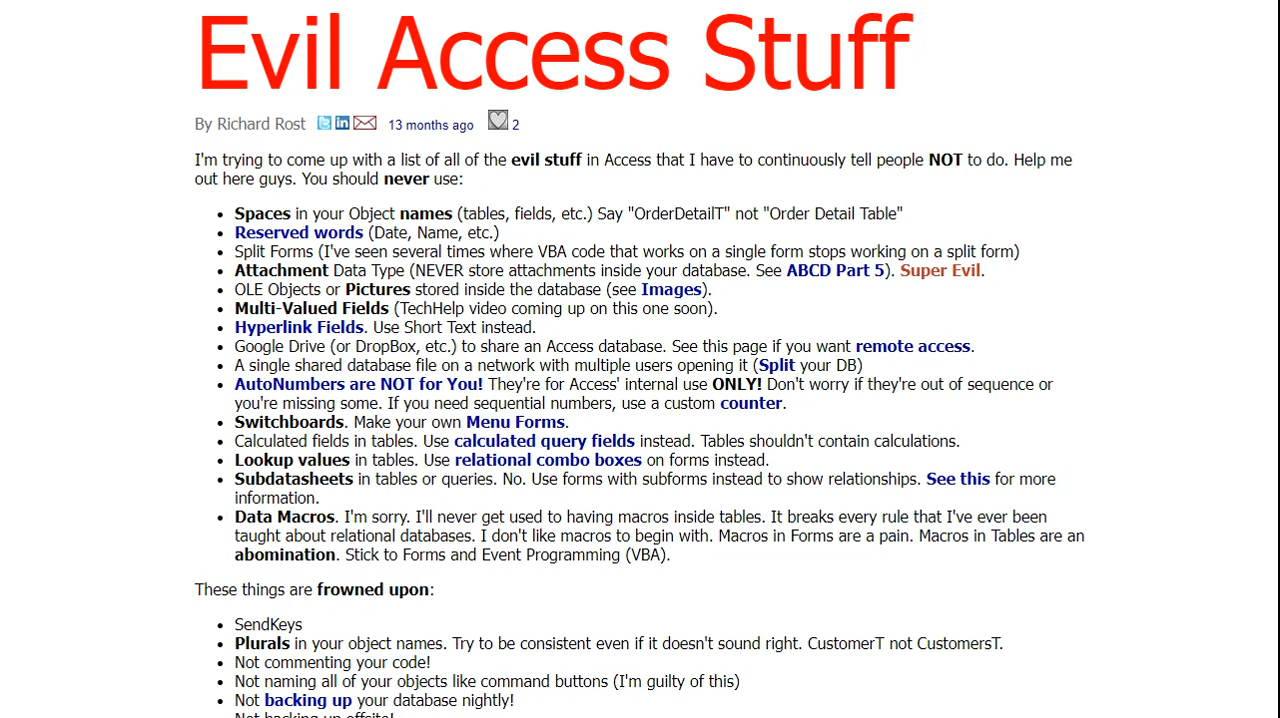 Evil Access Stuff
By Richard Rost 13 months ago 2
I'm trying to come up with a list of all of the evil stuff in Access that I have to continuously tell people NOT to do. Help me
out here guys. You should never use:
• Spaces in your Object names (tables, fields, etc.) Say "OrderDetailT" not "Order Detail Table"
• Reserved words (Date, Name, etc.)
• Split Forms (I've seen several times where VBA code that works on a single form stops working on a split form)
• Attachment Data Type (NEVER store attachments inside your database. See ABCD Part 5). Super Evil.
• OLE Objects or Pictures stored inside the database (see Images).
• Multi-Valued Fields (TechHelp video coming up on this one soon).
• Hyperlink Fields. Use Short Text instead.
• Google Drive (or DropBox, etc.) to share an Access database. See this page if you want remote access.
• A single shared database file on a network with multiple users opening it (Split your DB)
• AutoNumbers are NOT for You! They're for Access' internal use ONLY! Don't worry if they're out of sequence or
you're missing some. If you need sequential numbers, use a custom counter.
• Switchboards. Make your own Menu Forms.
• Calculated fields in tables. Use calculated query fields instead. Tables shouldn't contain calculations.
• Lookup values in tables. Use relational combo boxes on forms instead.
• Subdatasheets in tables or queries. No. Use forms with subforms instead to show relationships. See this for more
information.
• Data Macros. I'm sorry. I'll never get used to having macros inside tables. It breaks every rule that I've ever been
taught about relational databases. I don't like macros to begin with. Macros in Forms are a pain. Macros in Tables are an
abomination. Stick to Forms and Event Programming (VBA).
These things are frowned upon:
• SendKeys
• Plurals in your object names. Try to be consistent even if it doesn't sound right. CustomerT not CustomersT.
• Not commenting your code!
• Not naming all of your objects like command buttons (I'm guilty of this)
• Not backing up your database nightly!
• Not backing up offsite!